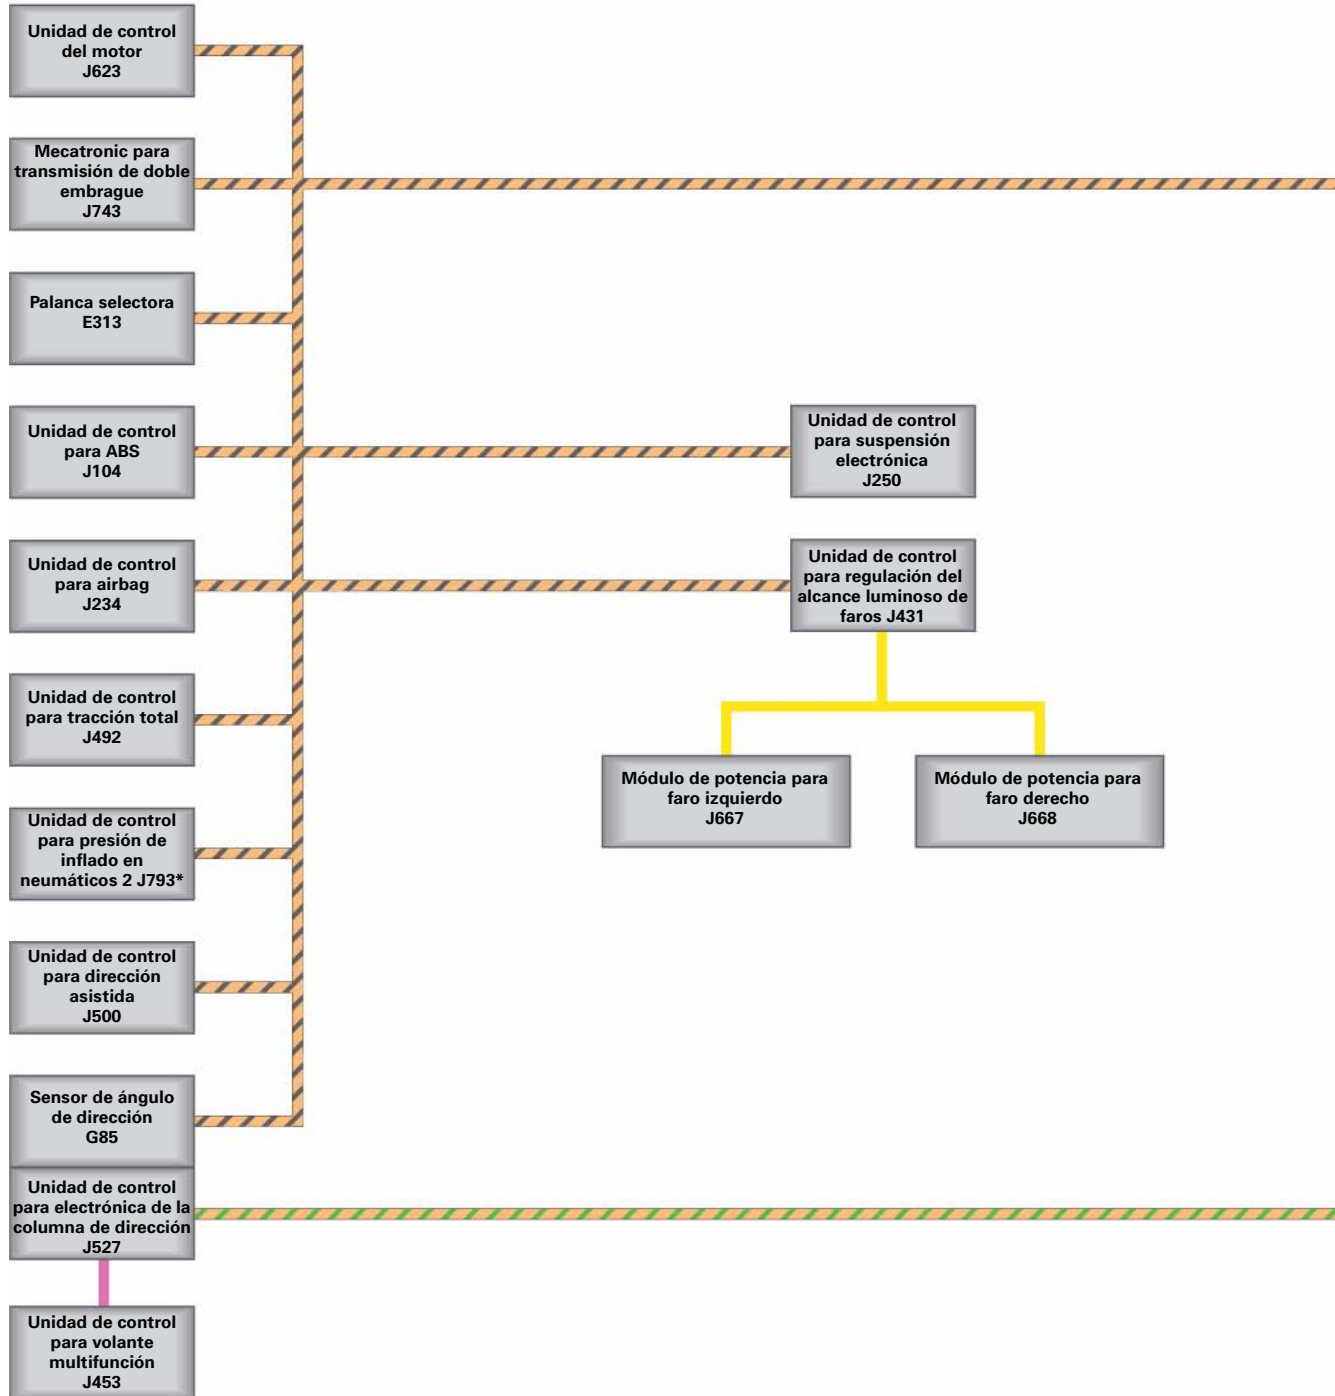 Unidad de control
del motor
J623
Mecatronic para
transmisión de doble
embrague
J743
Palanca selectora
E313
Unidad de control
para ABS
J104
Unidad de control
para suspensión
electrónica
J250
Unidad de control
para airbag
J234
Unidad de control
para regulación del
alcance luminoso de
faros J431
Unidad de control
para tracción total
J492
Módulo de potencia para
faro izquierdo
J667
Módulo de potencia para
faro derecho
J668
Unidad de control
para presión de
inflado en
neumáticos 2 J793*
Unidad de control
para dirección
asistida
J500
Sensor de ángulo
de dirección
G85
Unidad de control
para electrónica de la
columna de dirección
J527
Unidad de control
para volante
multifunción
J453